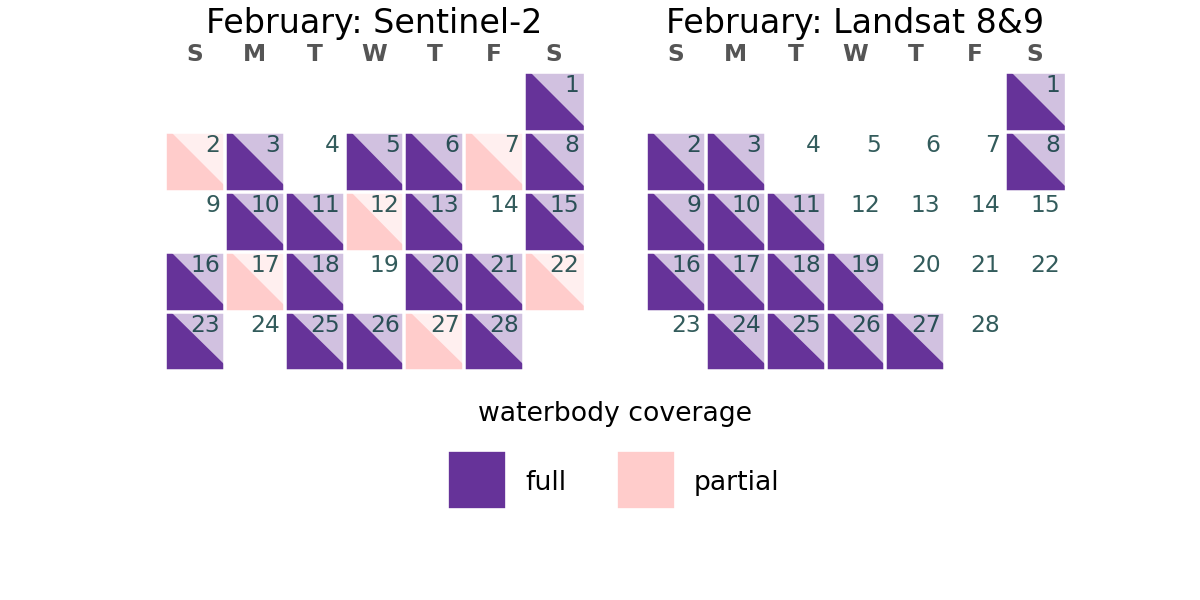 February: Sentinel-2
S M T W T F S
1
2 3 4 5 6 7 8
9 10 11 12 13 14 15
16 17 18 19 20 21 22
23 24 25 26 27 28
February: Landsat 8&9
S M T W T F S
1
2 3 4 5 6 7 8
9 10 11 12 13 14 15
16 17 18 19 20 21 22
23 24 25 26 27 28
waterbody coverage
full partial